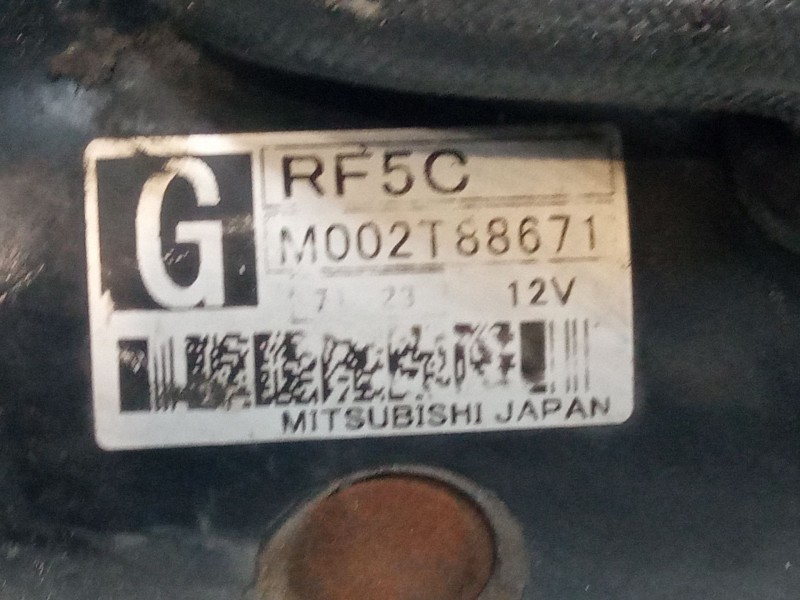 G
RF5C
M002T88671
12V
MITSUBISHI JAPAN